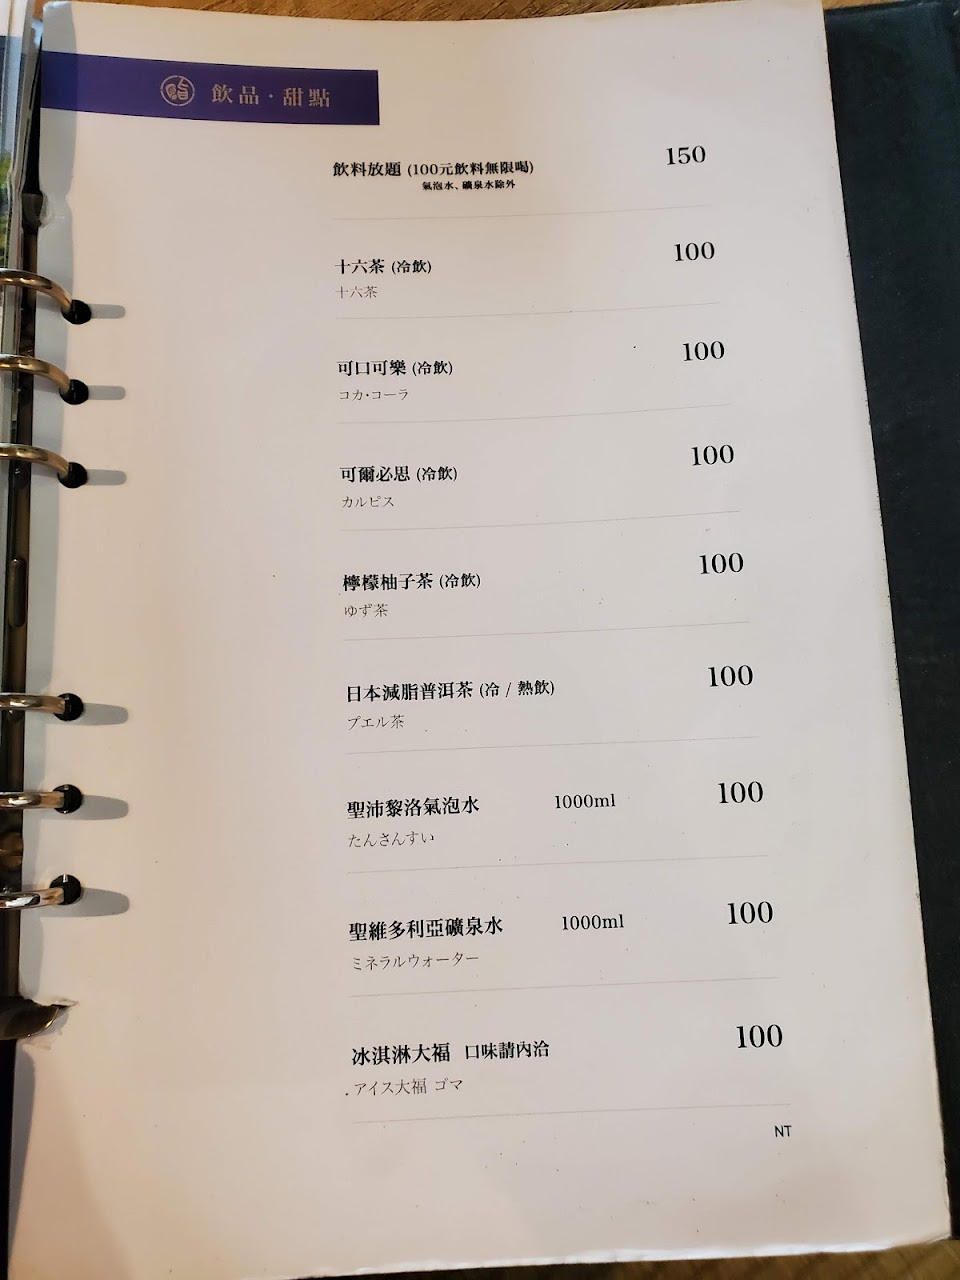 飲品·甜點
飲料放題 (100元飲料無限喝) 150
氣泡水、礦泉水除外
十六茶 (冷飲) 100
十六茶
可口可樂 (冷飲) 100
コカ・コーラ
可爾必思 (冷飲) 100
カルピス
檸檬柚子茶 (冷飲) 100
ゆず茶
日本減脂普洱茶 (冷 / 熱飲) 100
プエル茶
聖沛黎洛氣泡水 1000ml 100
たんさんすい
聖維多利亞礦泉水 1000ml 100
ミネラルウォーター
冰淇淋大福 口味請內洽 100
アイス大福 ゴマ
NT